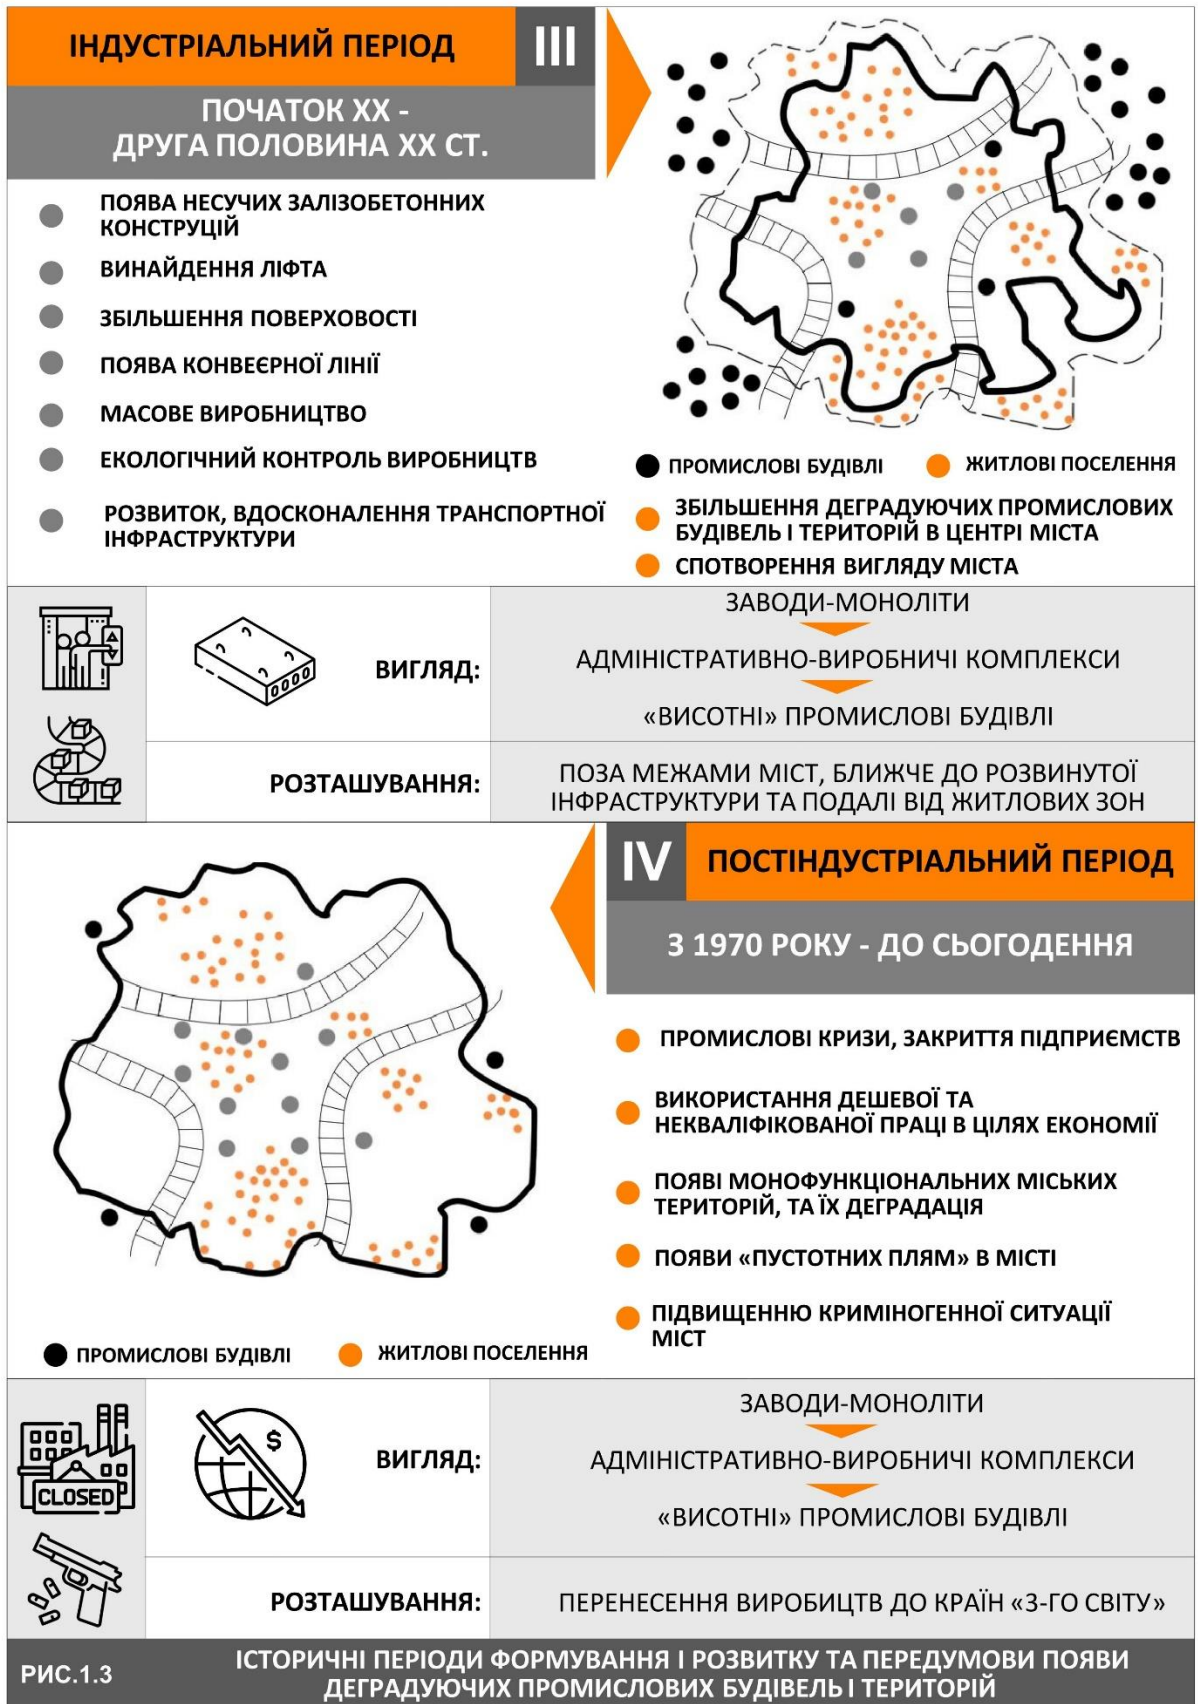 ІНДУСТРІАЛЬНИЙ ПЕРІОД
III
ПОЧАТОК ХХ -
ДРУГА ПОЛОВИНА ХХ СТ.
ПОЯВА НЕСУЧИХ ЗАЛІЗОБЕТОННИХ
КОНСТРУЦІЙ
ВИНАЙДЕННЯ ЛІФТА
ЗБІЛЬШЕННЯ ПОВЕРХОВОСТІ
ПОЯВА КОНВЕЄРНОЇ ЛІНІЇ
МАСОВЕ ВИРОБНИЦТВО
ЕКОЛОГІЧНИЙ КОНТРОЛЬ ВИРОБНИЦТВ
РОЗВИТОК, ВДОСКОНАЛЕННЯ ТРАНСПОРТНОЇ
ІНФРАСТРУКТУРИ
ПРОМИСЛОВІ БУДІВЛІ
ЖИТЛОВІ ПОСЕЛЕННЯ
ЗБІЛЬШЕННЯ ДЕГРАДУЮЧИХ ПРОМИСЛОВИХ
БУДІВЕЛЬ І ТЕРИТОРІЙ В ЦЕНТРІ МІСТА
СПОТВОРЕННЯ ВИГЛЯДУ МІСТА
ВИГЛЯД:
ЗАВОДИ-МОНОЛІТИ
АДМІНІСТРАТИВНО-ВИРОБНИЧІ КОМПЛЕКСИ
«ВИСОТНІ» ПРОМИСЛОВІ БУДІВЛІ
РОЗТАШУВАННЯ:
ПОЗА МЕЖАМИ МІСТ, БЛИЖЧЕ ДО РОЗВИНУТОЇ
ІНФРАСТРУКТУРИ ТА ПОДАЛІ ВІД ЖИТЛОВИХ ЗОН
IV
ПОСТІНДУСТРІАЛЬНИЙ ПЕРІОД
З 1970 РОКУ - ДО СЬОГОДЕННЯ
ПРОМИСЛОВІ КРИЗИ, ЗАКРИТТЯ ПІДПРИЄМСТВ
ВИКОРИСТАННЯ ДЕШЕВОЇ ТА
НЕКВАЛІФІКОВАНОЇ ПРАЦІ В ЦІЛЯХ ЕКОНОМІЇ
ПОЯВІ МОНОФУНКЦІОНАЛЬНИХ МІСЬКИХ
ТЕРИТОРІЙ, ТА ЇХ ДЕГРАДАЦІЯ
ПОЯВИ «ПУСТОТНИХ ПЛЯМ» В МІСТІ
ПІДВИЩЕННЮ КРИМІНОГЕННОЇ СИТУАЦІЇ
МІСТ
ПРОМИСЛОВІ БУДІВЛІ
ЖИТЛОВІ ПОСЕЛЕННЯ
CLOSED
$
ВИГЛЯД:
ЗАВОДИ-МОНОЛІТИ
АДМІНІСТРАТИВНО-ВИРОБНИЧІ КОМПЛЕКСИ
«ВИСОТНІ» ПРОМИСЛОВІ БУДІВЛІ
РОЗТАШУВАННЯ:
ПЕРЕНЕСЕННЯ ВИРОБИЦТВ ДО КРАЇН «3-ГО СВІТУ»
РИС.1.3
ІСТОРИЧНІ ПЕРІОДИ ФОРМУВАННЯ І РОЗВИТКУ ТА ПЕРЕДУМОВИ ПОЯВИ
ДЕГРАДУЮЧИХ ПРОМИСЛОВИХ БУДІВЕЛЬ І ТЕРИТОРІЙ